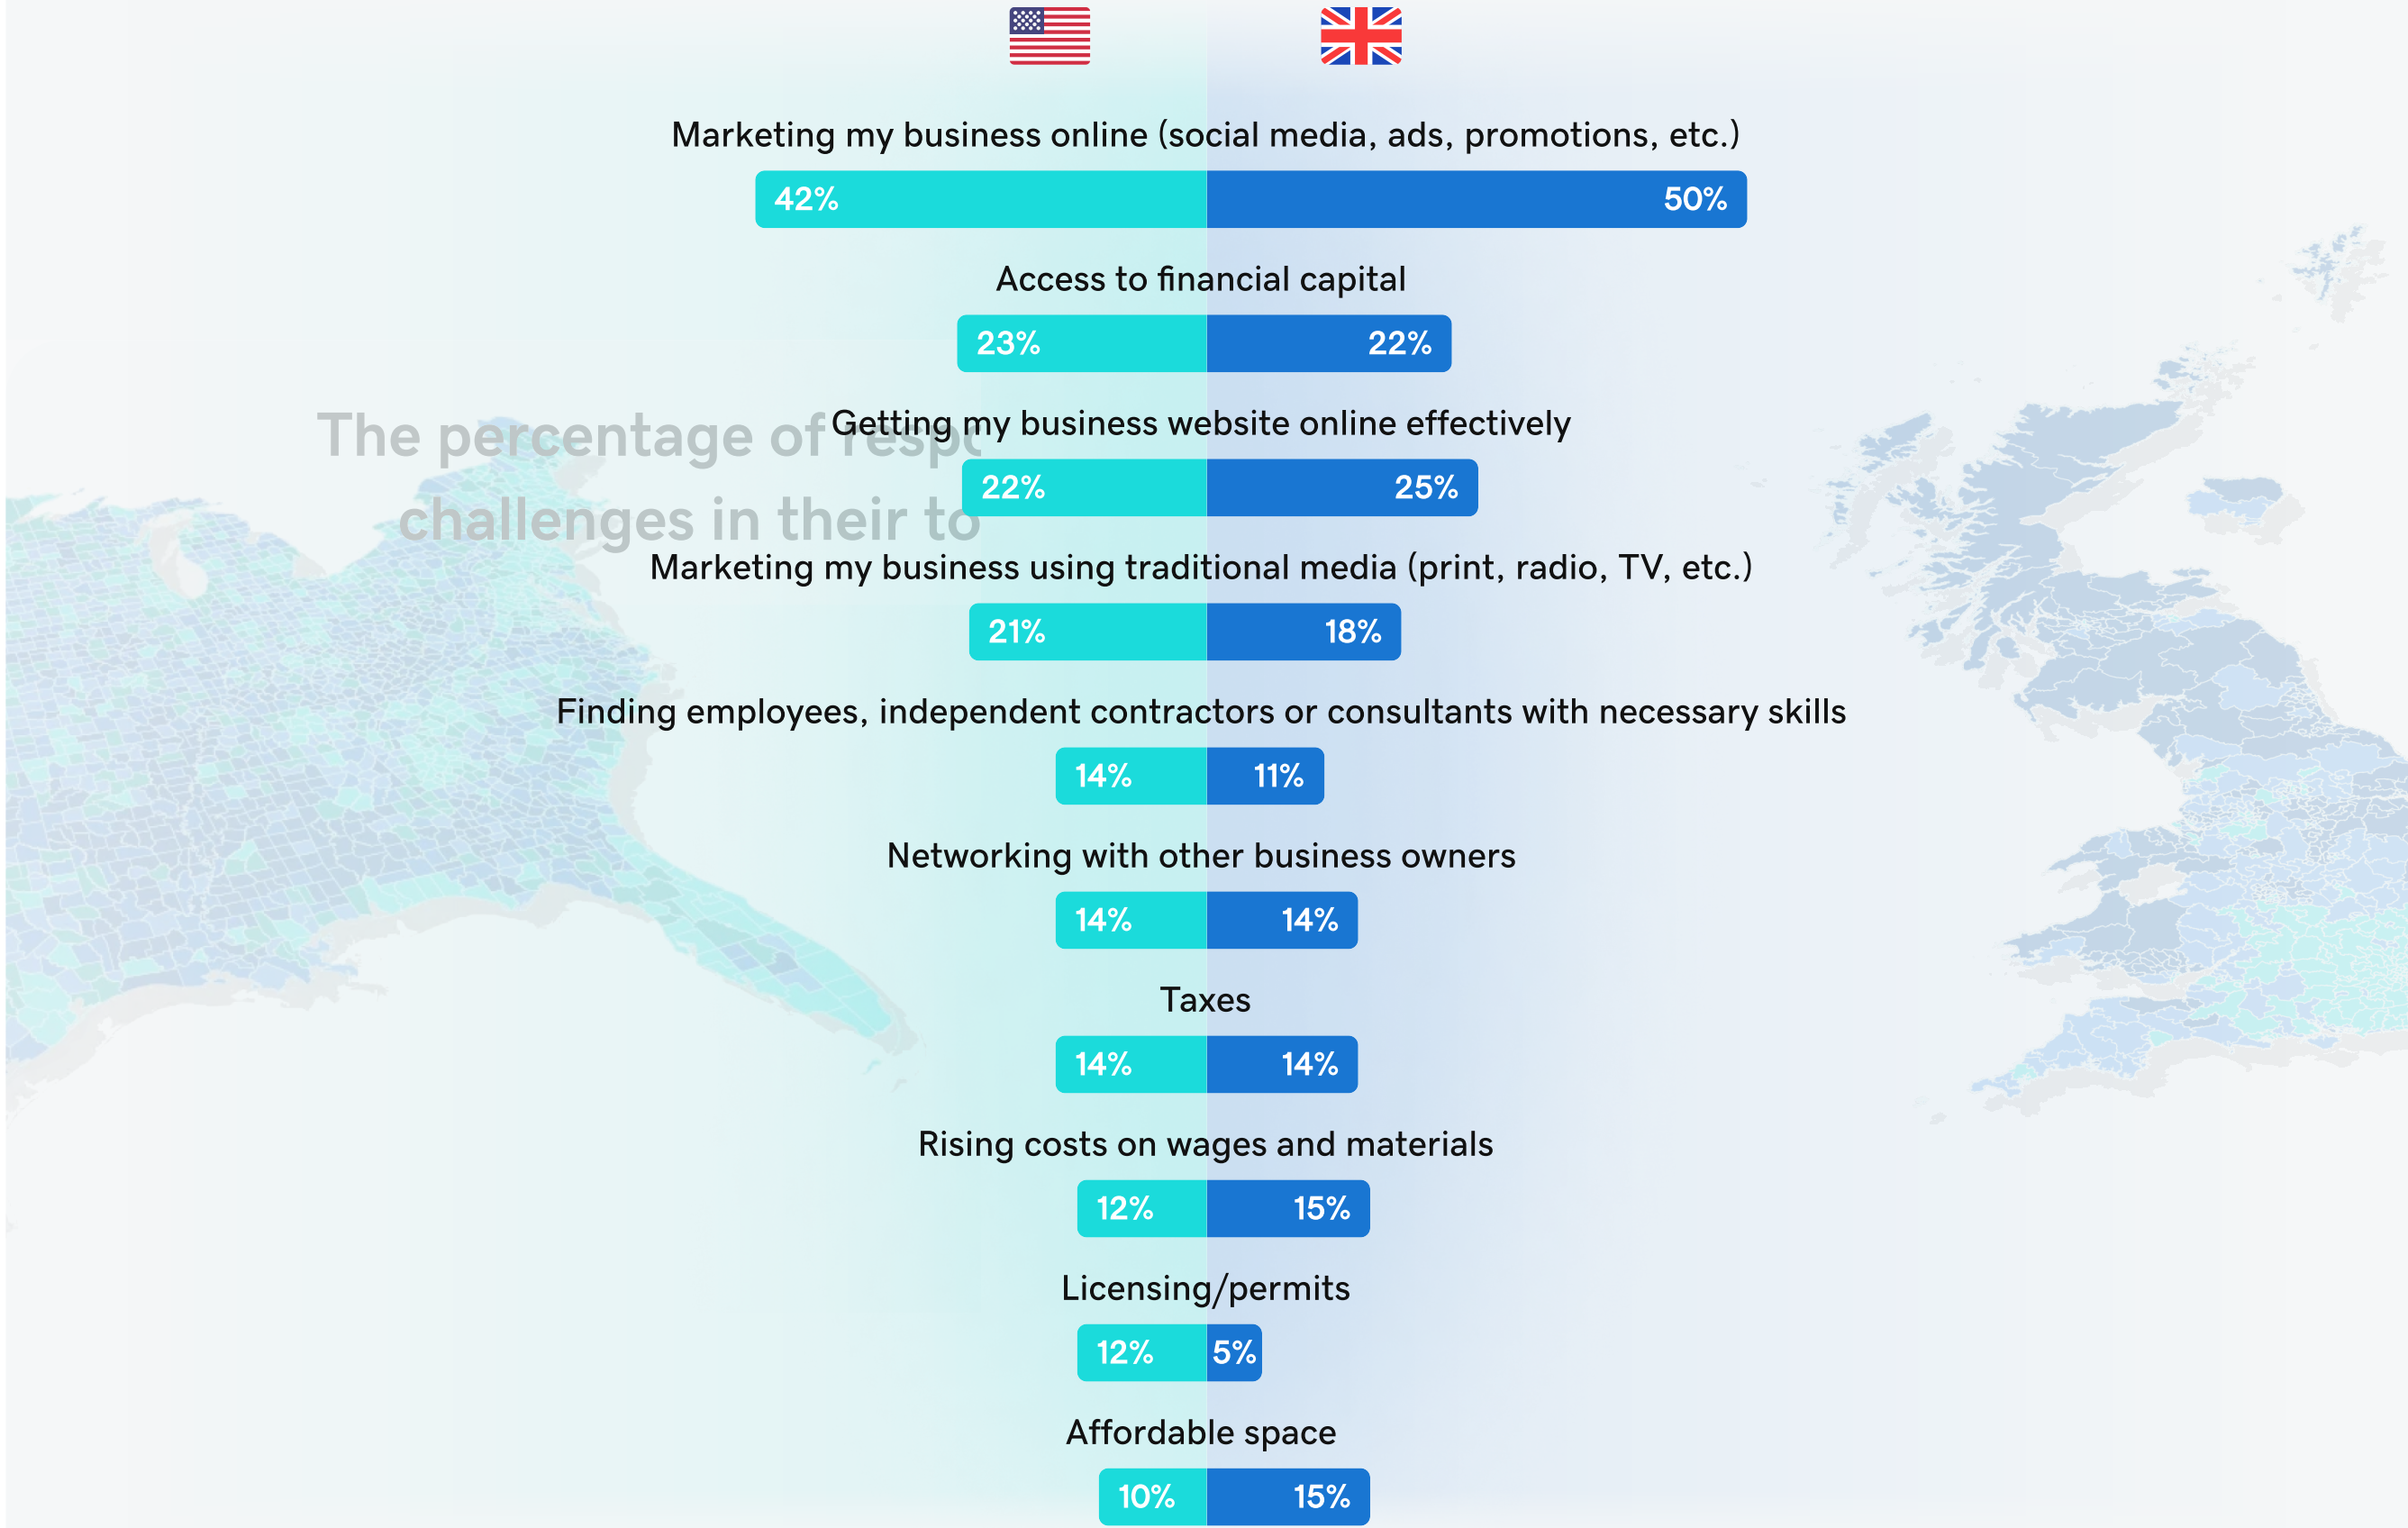 Marketing my business online (social media, ads, promotions, etc.)
42% 50%
Access to financial capital
23% 22%
The percentage of
Getting my business website online effectively
22% 25%
challenges in their
Marketing my business using traditional media (print, radio, TV, etc.)
21% 18%
Finding employees, independent contractors or consultants with necessary skills
14% 11%
Networking with other business owners
14% 14%
Taxes
14% 14%
Rising costs on wages and materials
12% 15%
Licensing/permits
12% 5%
Affordable space
10% 15%